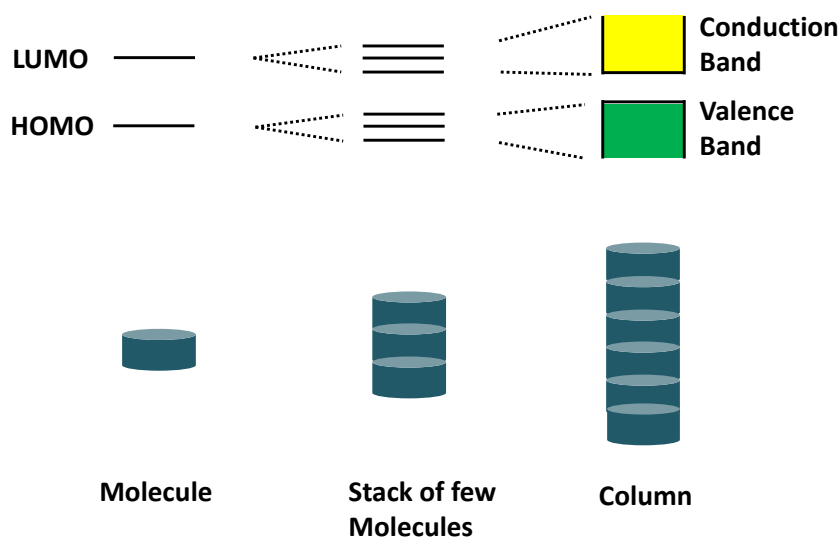 LUMO
Conduction
Band
HOMO
Valence
Band
Molecule
Stack of few
Molecules
Column